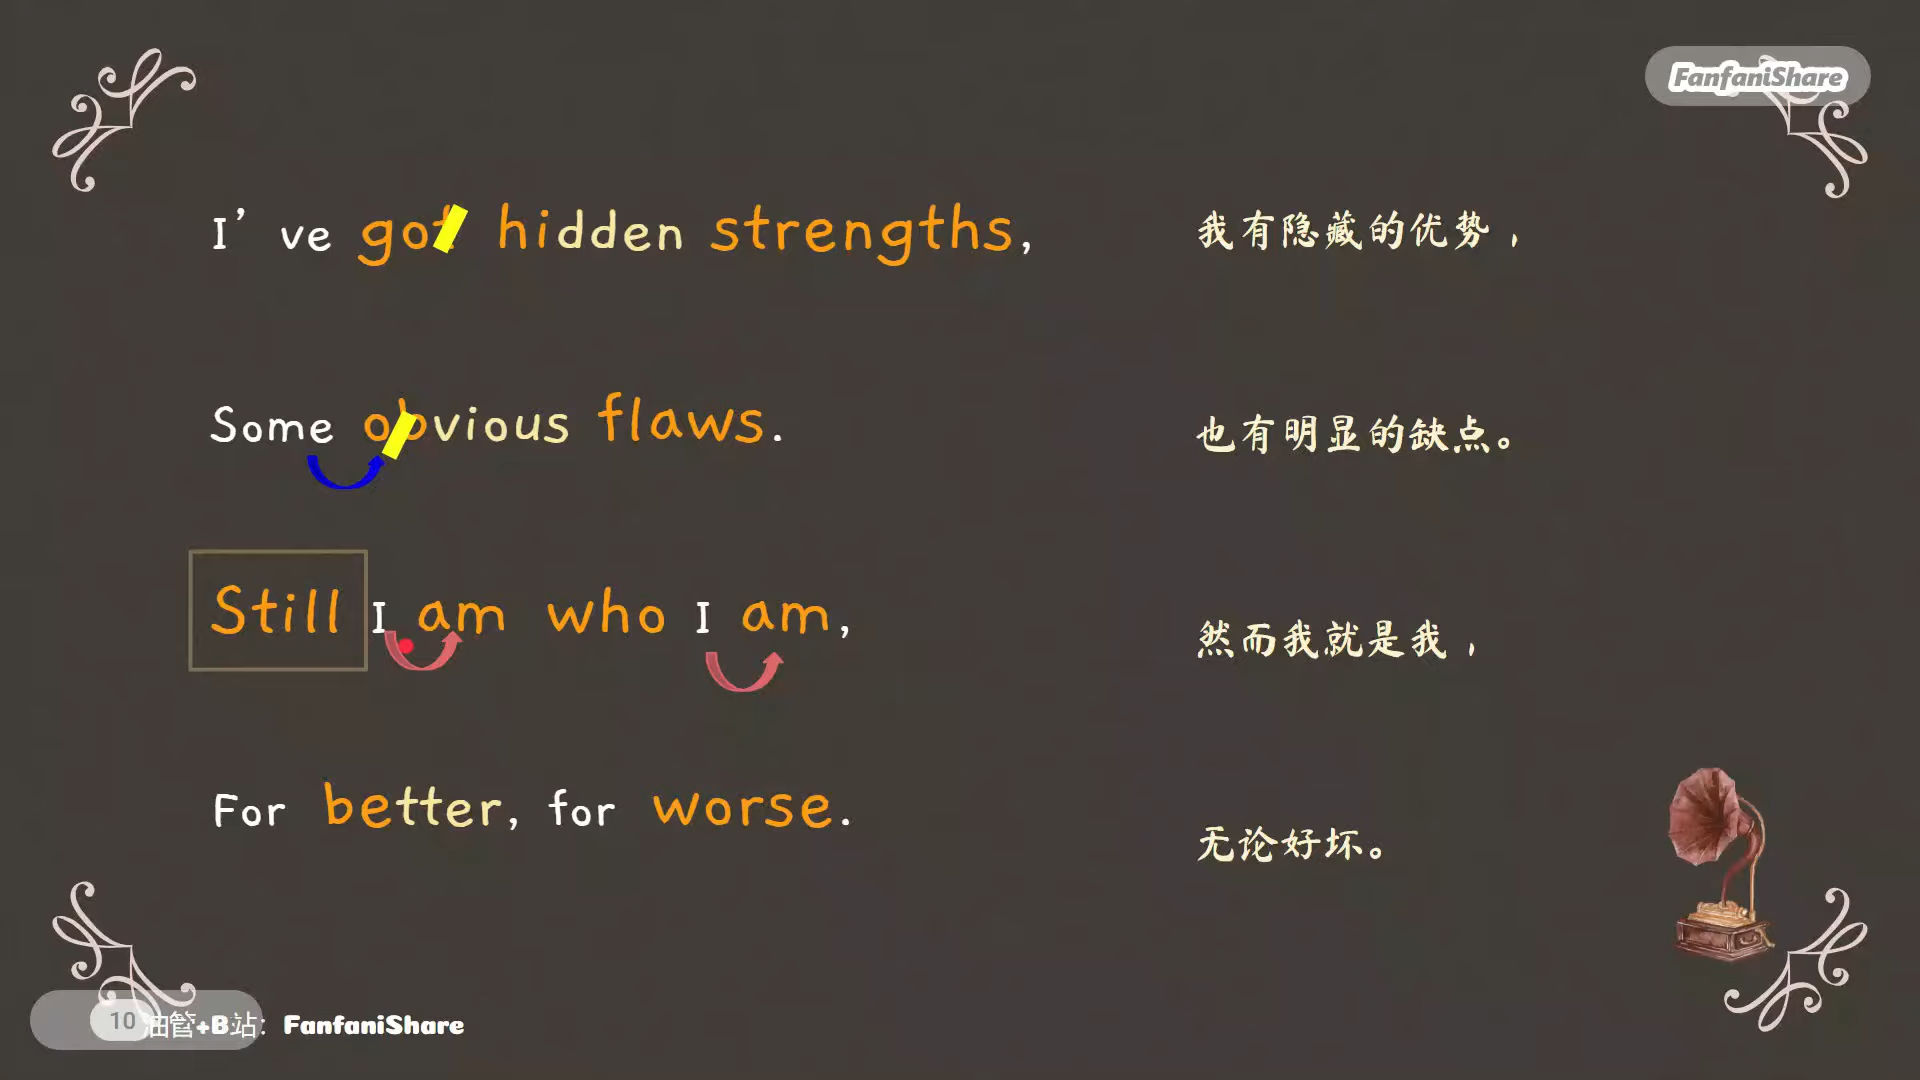 FanfaniShare
I’ve got hidden strengths,
我有隐藏的优势，
Some obvious flaws.
也有明显的缺点。
Still I am who I am,
然而我就是我，
For better, for worse.
无论好坏。
10
油管+B站：FanfaniShare